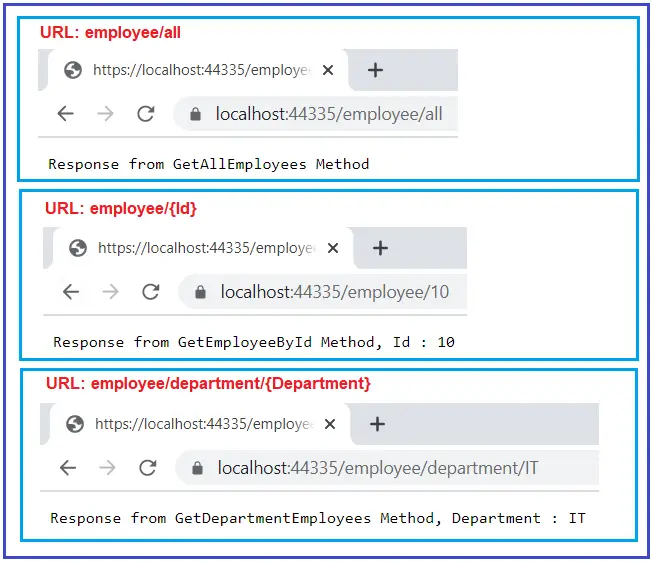 URL: employee/all
https://localhost:44335/employe
localhost:44335/employee/all
Response from GetAllEmployees Method
URL: employee/{Id}
https://localhost:44335/employe
localhost:44335/employee/10
Response from GetEmployeeById Method, Id : 10
URL: employee/department/{Department}
https://localhost:44335/employe
localhost:44335/employee/department/IT
Response from GetDepartmentEmployees Method, Department : IT